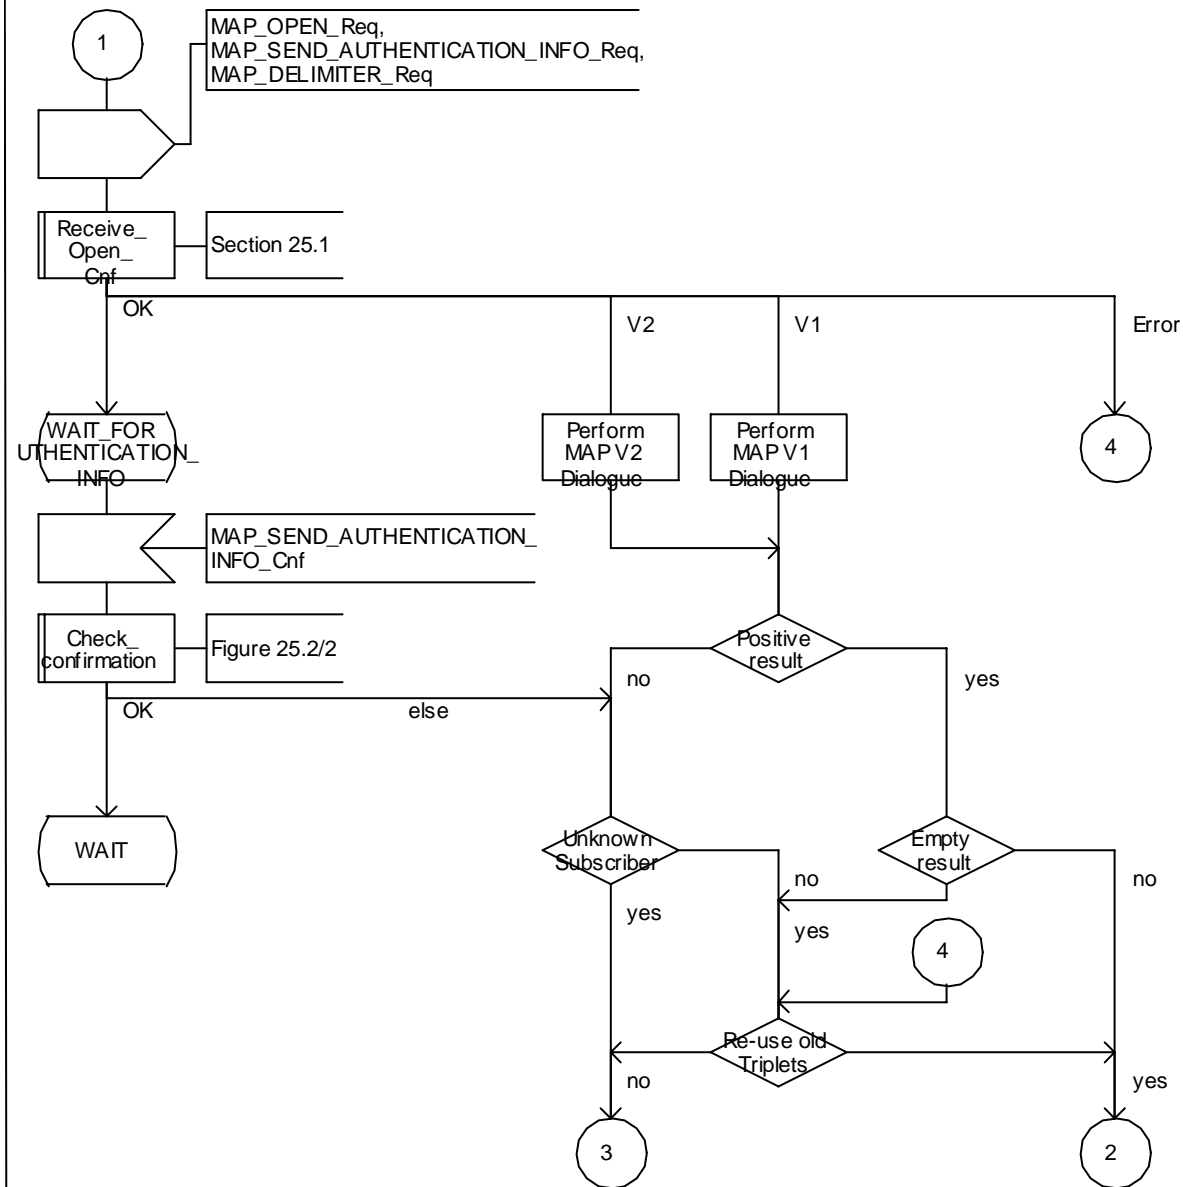 1
MAP_OPEN_Req,
MAP_SEND_AUTHENTICATION_INFO_Req,
MAP_DELIMITER_Req
Receive_
Open_
Cnf
Section 25.1
OK
V2
V1
Error
WAIT_FOR
UTHENTICATION_
INFO
Perform
MAP V2
Dialogue
Perform
MAP V1
Dialogue
4
MAP_SEND_AUTHENTICATION_
INFO_Cnf
Check_
confirmation
Figure 25.2/2
Positive
result
no
yes
OK
else
WAIT
Unknown
Subscriber
Empty
result
no
no
yes
yes
4
Re-use old
Triplets
no
yes
3
2